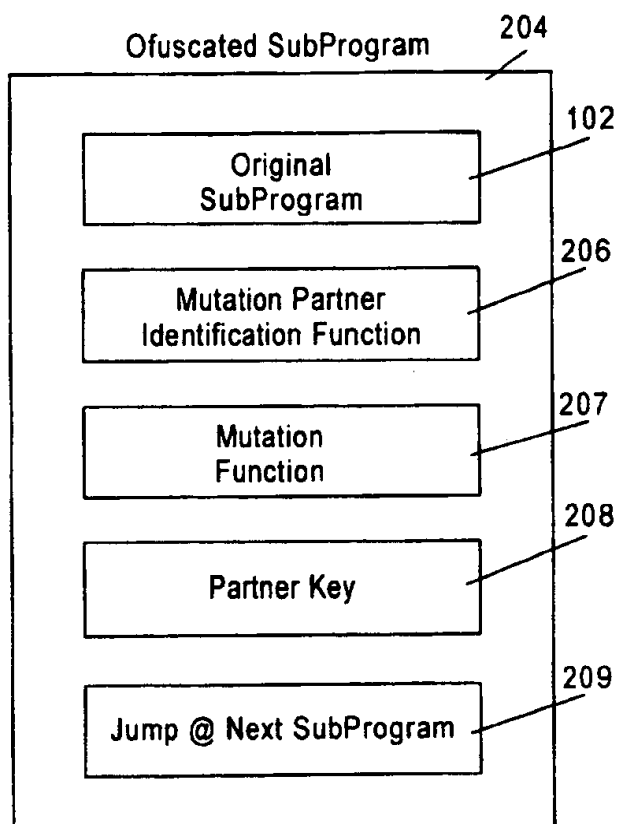 Ofuscated SubProgram
204
102
Original
SubProgram
206
Mutation Partner
Identification Function
207
Mutation
Function
208
Partner Key
209
Jump @ Next SubProgram